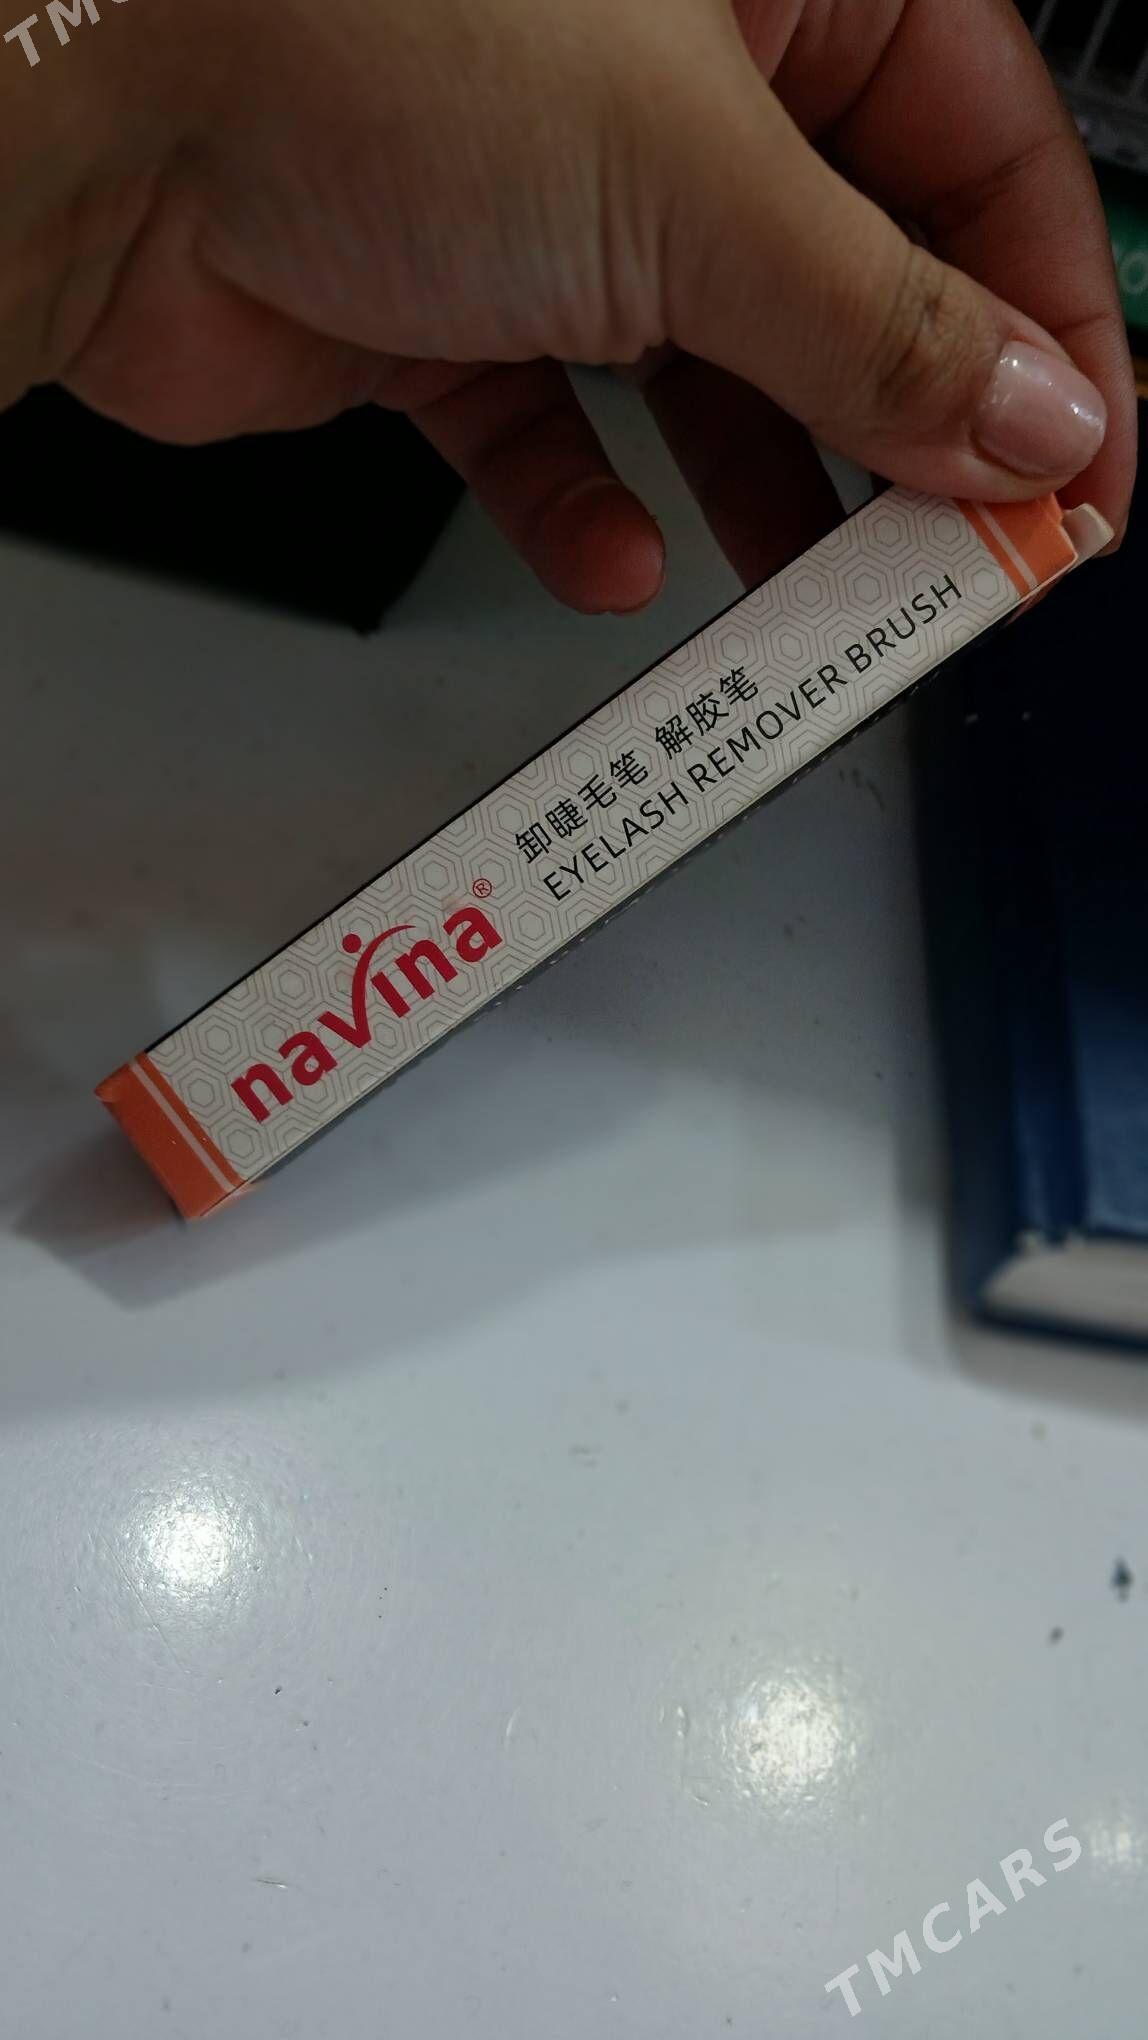 navina®
卸睫毛笔 解胶笔
EYELASH REMOVER BRUSH
TMCARS